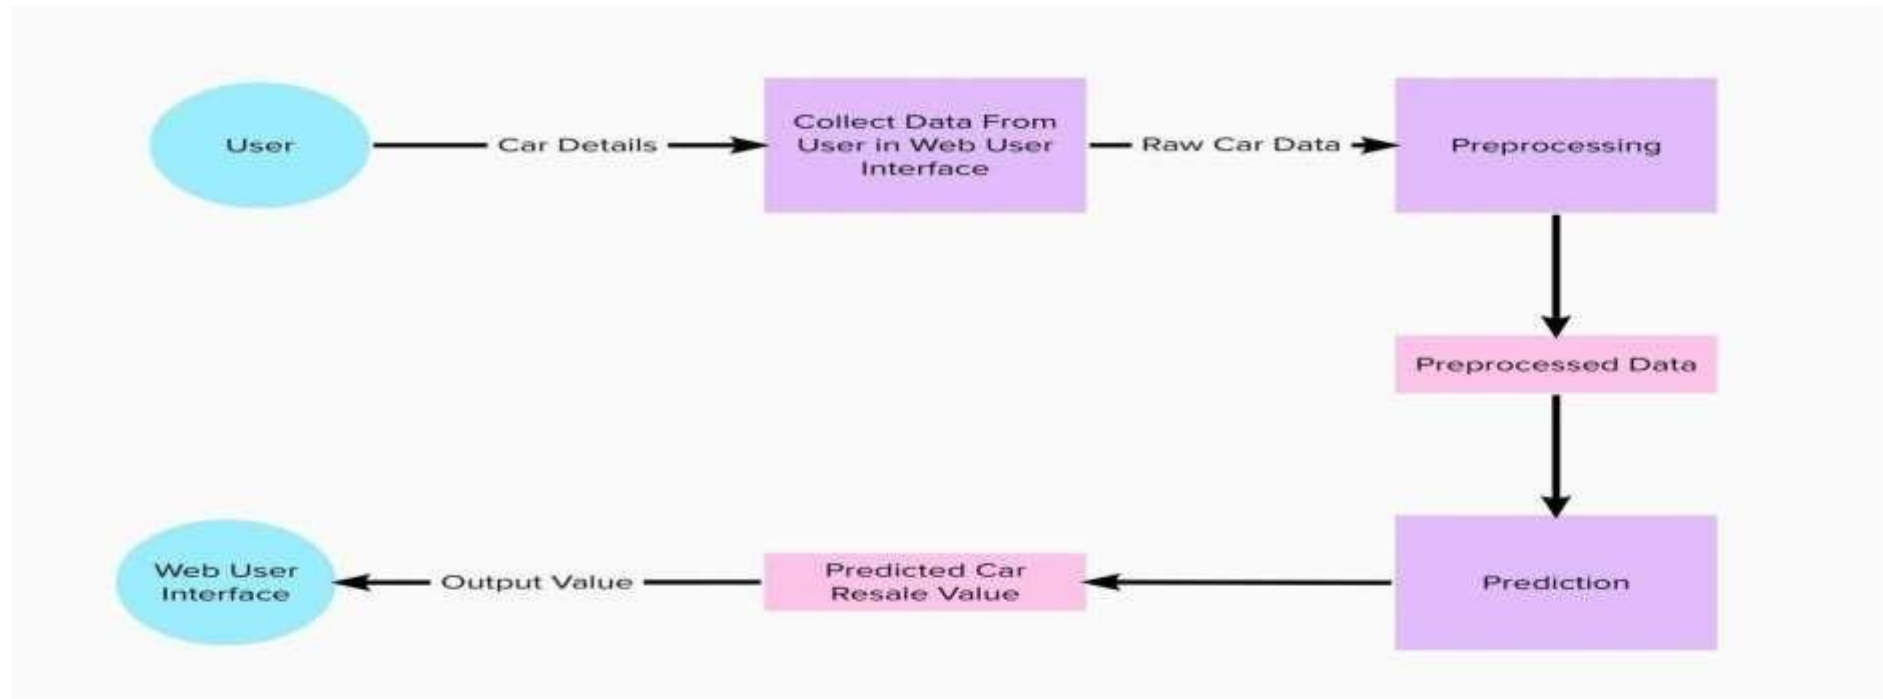 User
Car Details
Collect Data From
User in Web User
Interface
Raw Car Data
Preprocessing
Preprocessed Data
Prediction
Predicted Car
Resale Value
Output Value
Web User
Interface